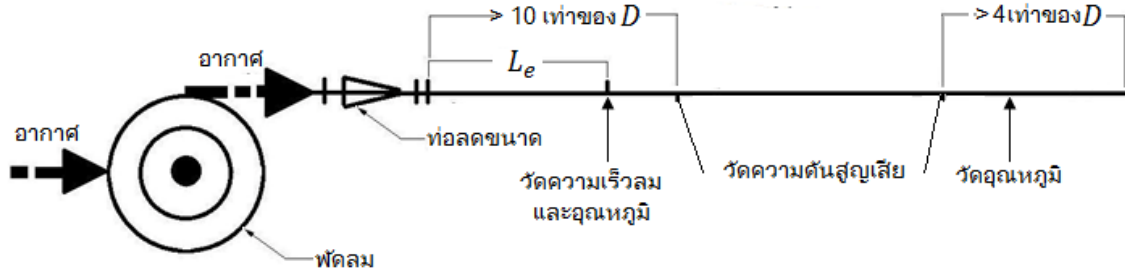 > 10 เท่าของ D
> 4เท่าของD
อากาศ
L_e
อากาศ
ท่อลดขนาด
วัดความเร็วลม
และอุณหภูมิ
วัดความดันสูญเสีย
วัดอุณหภูมิ
พัดลม